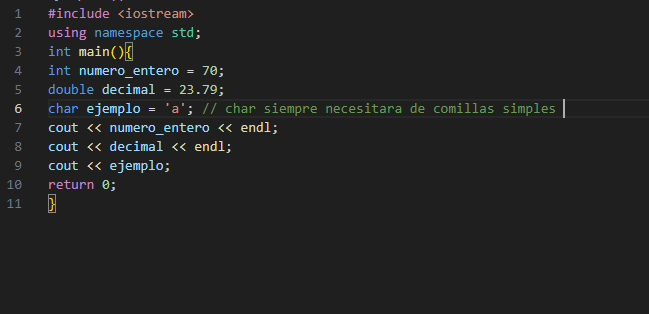 1 #include <iostream>
2 using namespace std;
3 int main(){
4 int numero_entero = 70;
5 double decimal = 23.79;
6 char ejemplo = 'a'; // char siempre necesitara de comillas simples
7 cout << numero_entero << endl;
8 cout << decimal << endl;
9 cout << ejemplo;
10 return 0;
11 }